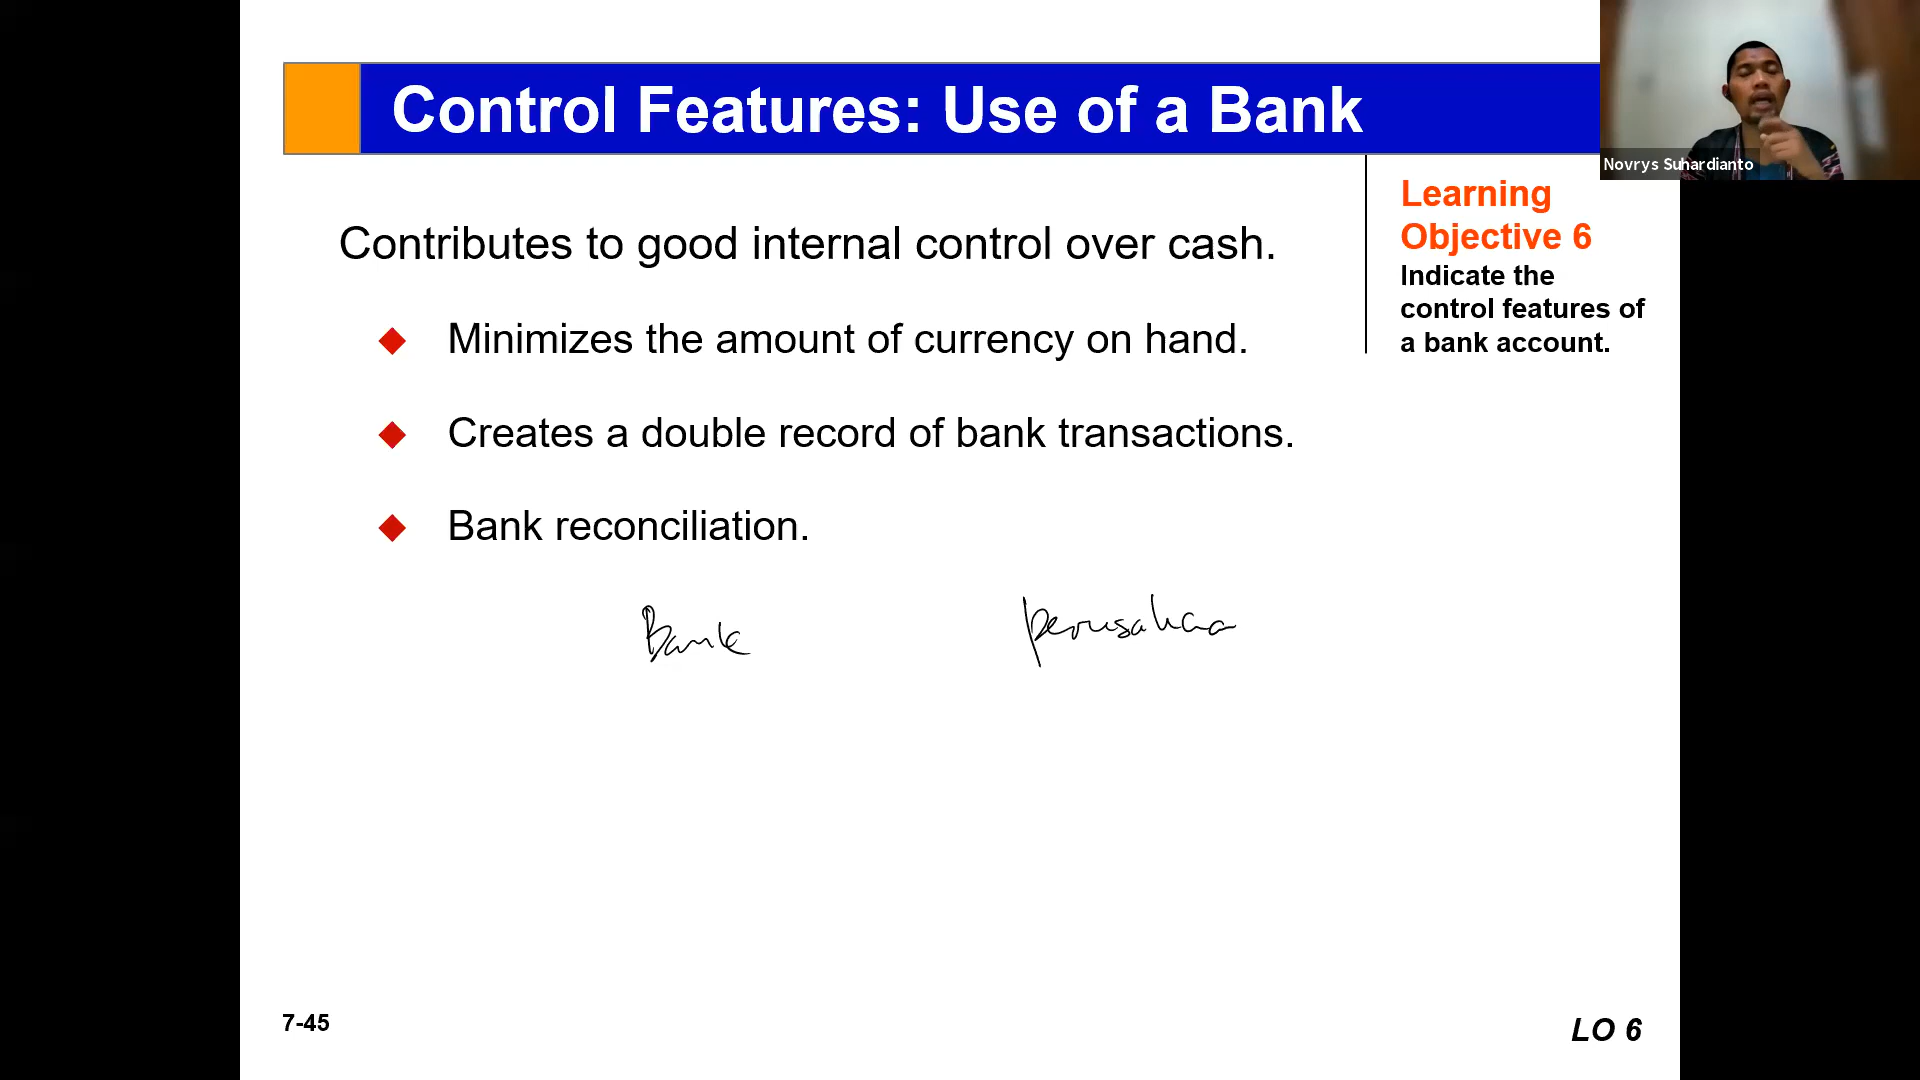 Control Features: Use of a Bank
Novrys Suhardianto
Learning
Objective 6
Indicate the
control features of
a bank account.
Contributes to good internal control over cash.
Minimizes the amount of currency on hand.
Creates a double record of bank transactions.
Bank reconciliation.
Bank perusahaa
7-45
LO 6